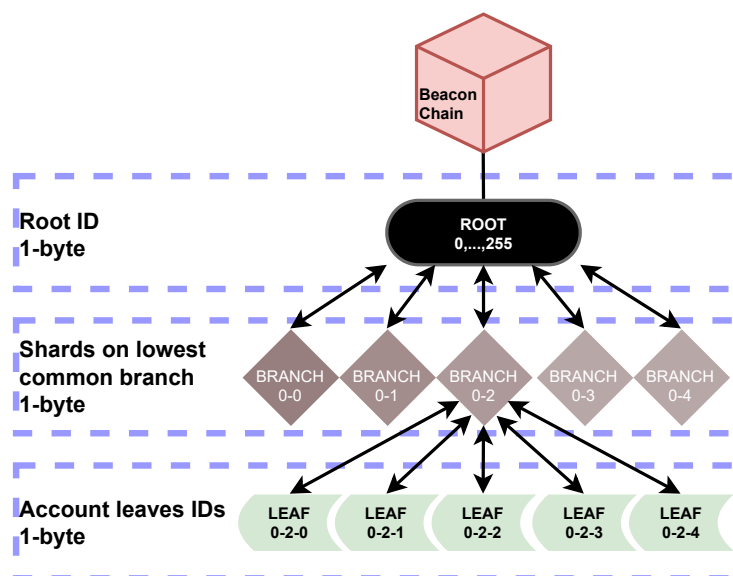 Beacon
Chain
Root ID
1-byte
ROOT
0,...,255
Shards on lowest
common branch
1-byte
BRANCH
0-0
BRANCH
0-1
BRANCH
0-2
BRANCH
0-3
BRANCH
0-4
Account leaves IDs
1-byte
LEAF
0-2-0
LEAF
0-2-1
LEAF
0-2-2
LEAF
0-2-3
LEAF
0-2-4